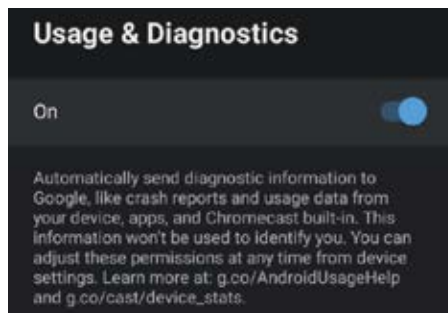 Usage & Diagnostics
On
Automatically send diagnostic information to
Google, like crash reports and usage data from
your device, apps, and Chromecast built-in. This
information won't be used to identify you. You can
adjust these permissions at any time from device
settings. Learn more at: g.co/AndroidUsageHelp
and g.co/cast/device_stats.